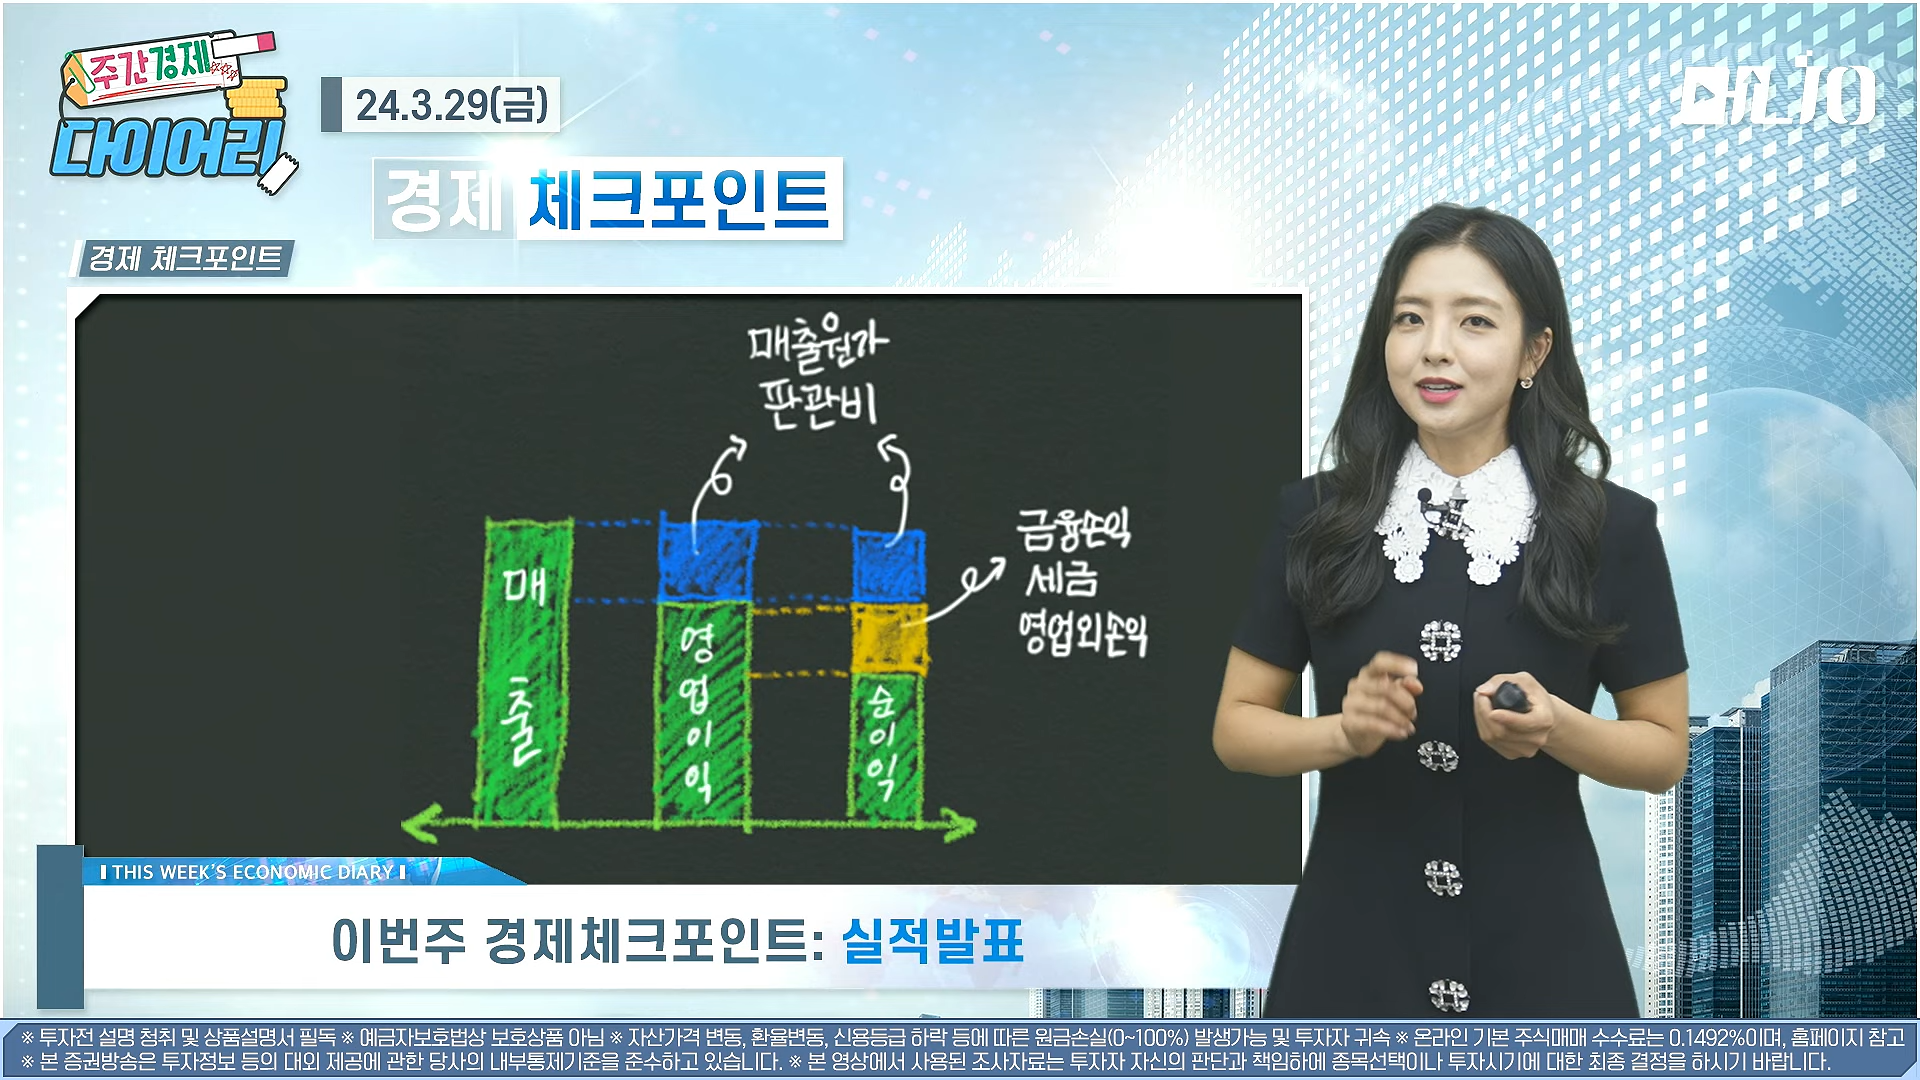 주간경제
다이어리
24.3.29(금)
경제 체크포인트
경제 체크포인트
매출원가
판관비
금융손익
세금
영업외손익
매출
영업이익
순이익
THIS WEEK'S ECONOMIC DIARY
이번주 경제체크포인트: 실적발표
※ 투자전 설명 청취 및 상품설명서 필독 ※ 예금자보호법상 보호상품 아님 ※ 자산가격 변동, 환율변동, 신용등급 하락 등에 따른 원금손실(0~100%) 발생가능 및 투자자 귀속 ※ 온라인 기본 주식매매 수수료는 0.1492%이며, 홈페이지 참고
※ 본 증권방송은 투자정보 등의 대외 제공에 관한 당사의 내부통제기준을 준수하고 있습니다. ※ 본 영상에서 사용된 조사자료는 투자자 자신의 판단과 책임하에 종목선택이나 투자시기에 대한 최종 결정을 하시기 바랍니다.